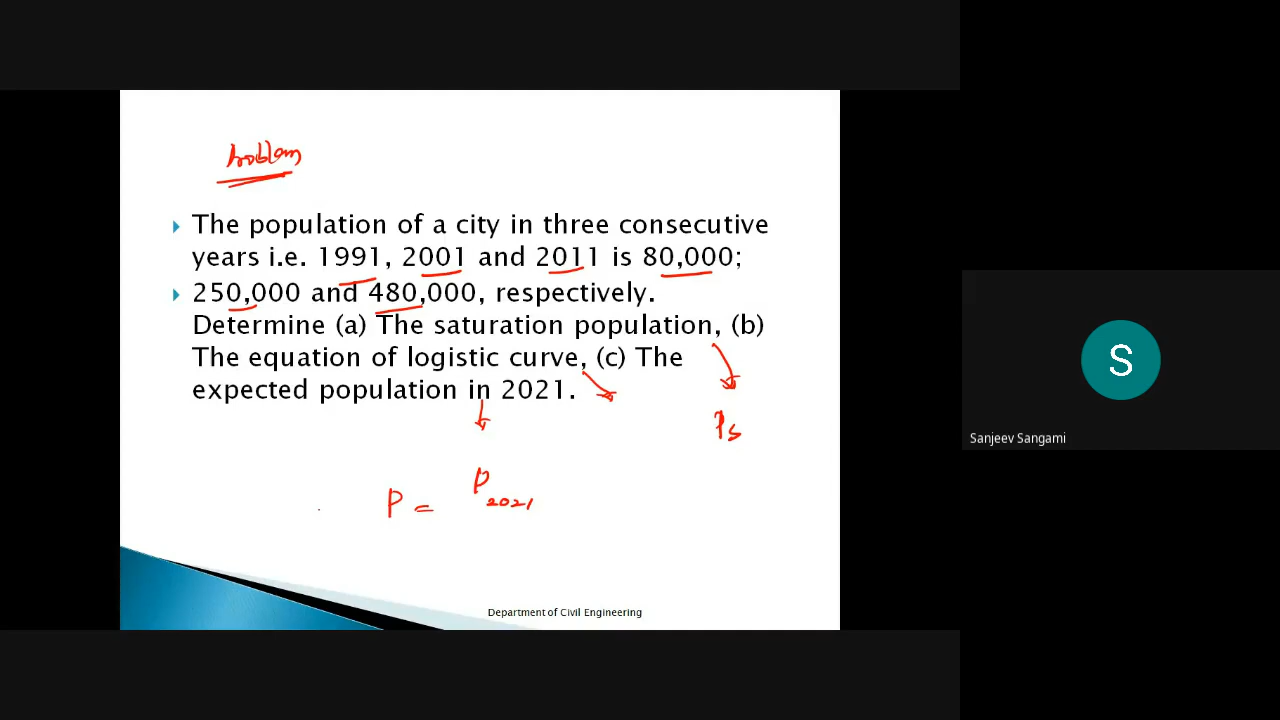 Problem
The population of a city in three consecutive
years i.e. 1991, 2001 and 2011 is 80,000;
250,000 and 480,000, respectively.
Determine (a) The saturation population, (b)
The equation of logistic curve, (c) The
expected population in 2021.
Ps
P =
P2021
Department of Civil Engineering
S
Sanjeev Sangami